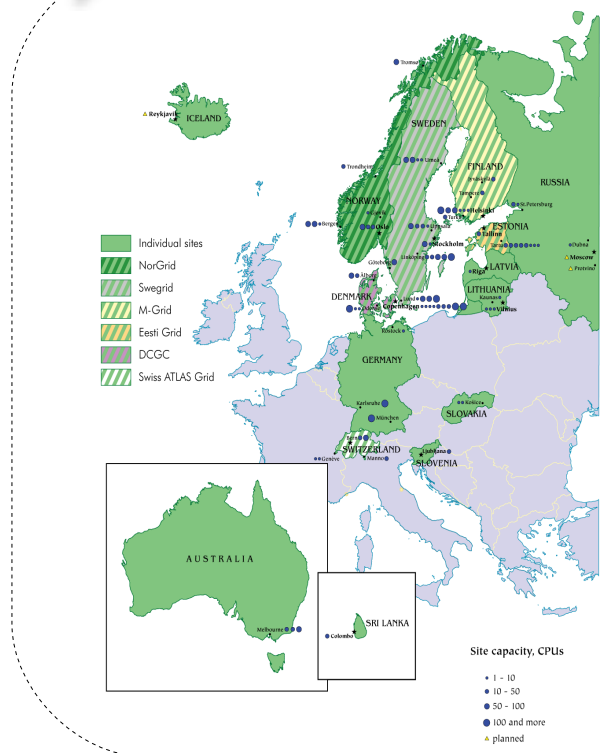 Tromsø
Reykjavik
ICELAND
SWEDEN
Umeå
Trondheim
FINLAND
Jyväskylä
RUSSIA
Tampere
NORWAY
Helsinki
St.Petersburg
Turku
Bergen
Oslo
Uppsala
ESTONIA
Tallinn
Individual sites
Stockholm
Tartu
Dubna
NorGrid
Linköping
Moscow
Göteborg
Riga
LATVIA
Protvino
Swegrid
Ålborg
LITHUANIA
M-Grid
DENMARK
Lund
Kaunas
Odense
Copenhagen
Vilnius
Eesti Grid
Rostock
DCGC
GERMANY
Swiss ATLAS Grid
Karlsruhe
Košice
München
SLOVAKIA
Bern
SWITZERLAND
Ljubljana
Genève
Manno
SLOVENIA
AUSTRALIA
Melbourne
SRI LANKA
Colombo
Site capacity, CPUs
1 - 10
10 - 50
50 - 100
100 and more
planned